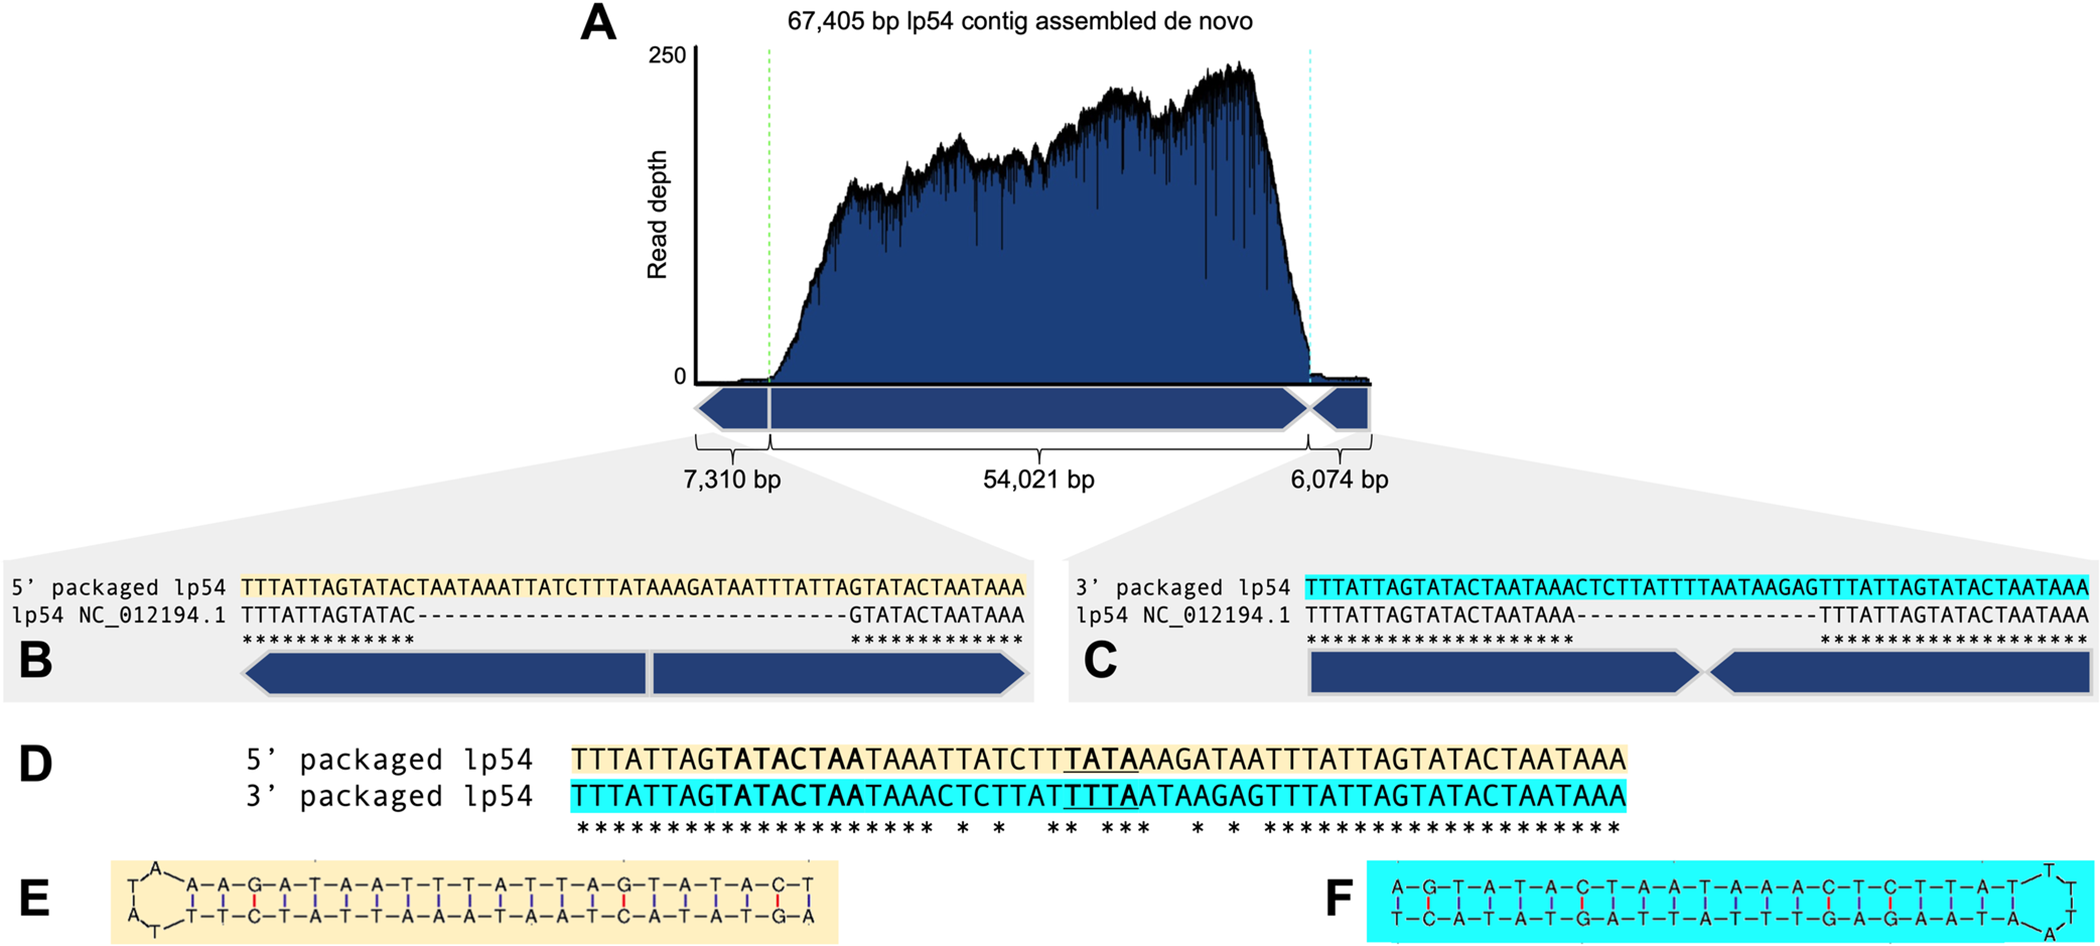 A
67,405 bp lp54 contig assembled de novo
250
Read depth
0
7,310 bp 54,021 bp 6,074 bp
5’ packaged lp54 TTTATTAGTATACTAATAAATTATCTTTATAAAGATAATTTATTAGTATACTAATAAA
lp54 NC_012194.1 TTTATTAGTATAC--------------------------------GTATACTAATAAA
************* *************
B
3’ packaged lp54 TTTATTAGTATACTAATAAACTCTTATTTTAATAAGAGTTTATTAGTATACTAATAAA
lp54 NC_012194.1 TTTATTAGTATACTAATAAA------------------TTTATTAGTATACTAATAAA
******************** ********************
C
D
5’ packaged lp54 TTTATTAGTATACTAATAAATTATCTTTATAAAGATAATTTATTAGTATACTAATAAA
3’ packaged lp54 TTTATTAGTATACTAATAAACTCTTATTTTAATAAGAGTTTATTAGTATACTAATAAA
******************** * *  ** ***  * * ********************
E
A
T A-A-G-A-T-A-A-T-T-T-A-T-T-A-G-T-A-T-A-C-T
A T-T-C-T-A-T-T-A-A-A-T-A-A-T-C-A-T-A-T-G-A
T
F
A-G-T-A-T-A-C-T-A-A-T-A-A-A-C-T-C-T-T-A-T T T
T-C-A-T-A-T-G-A-T-T-A-T-T-T-G-A-G-A-A-T-A A T